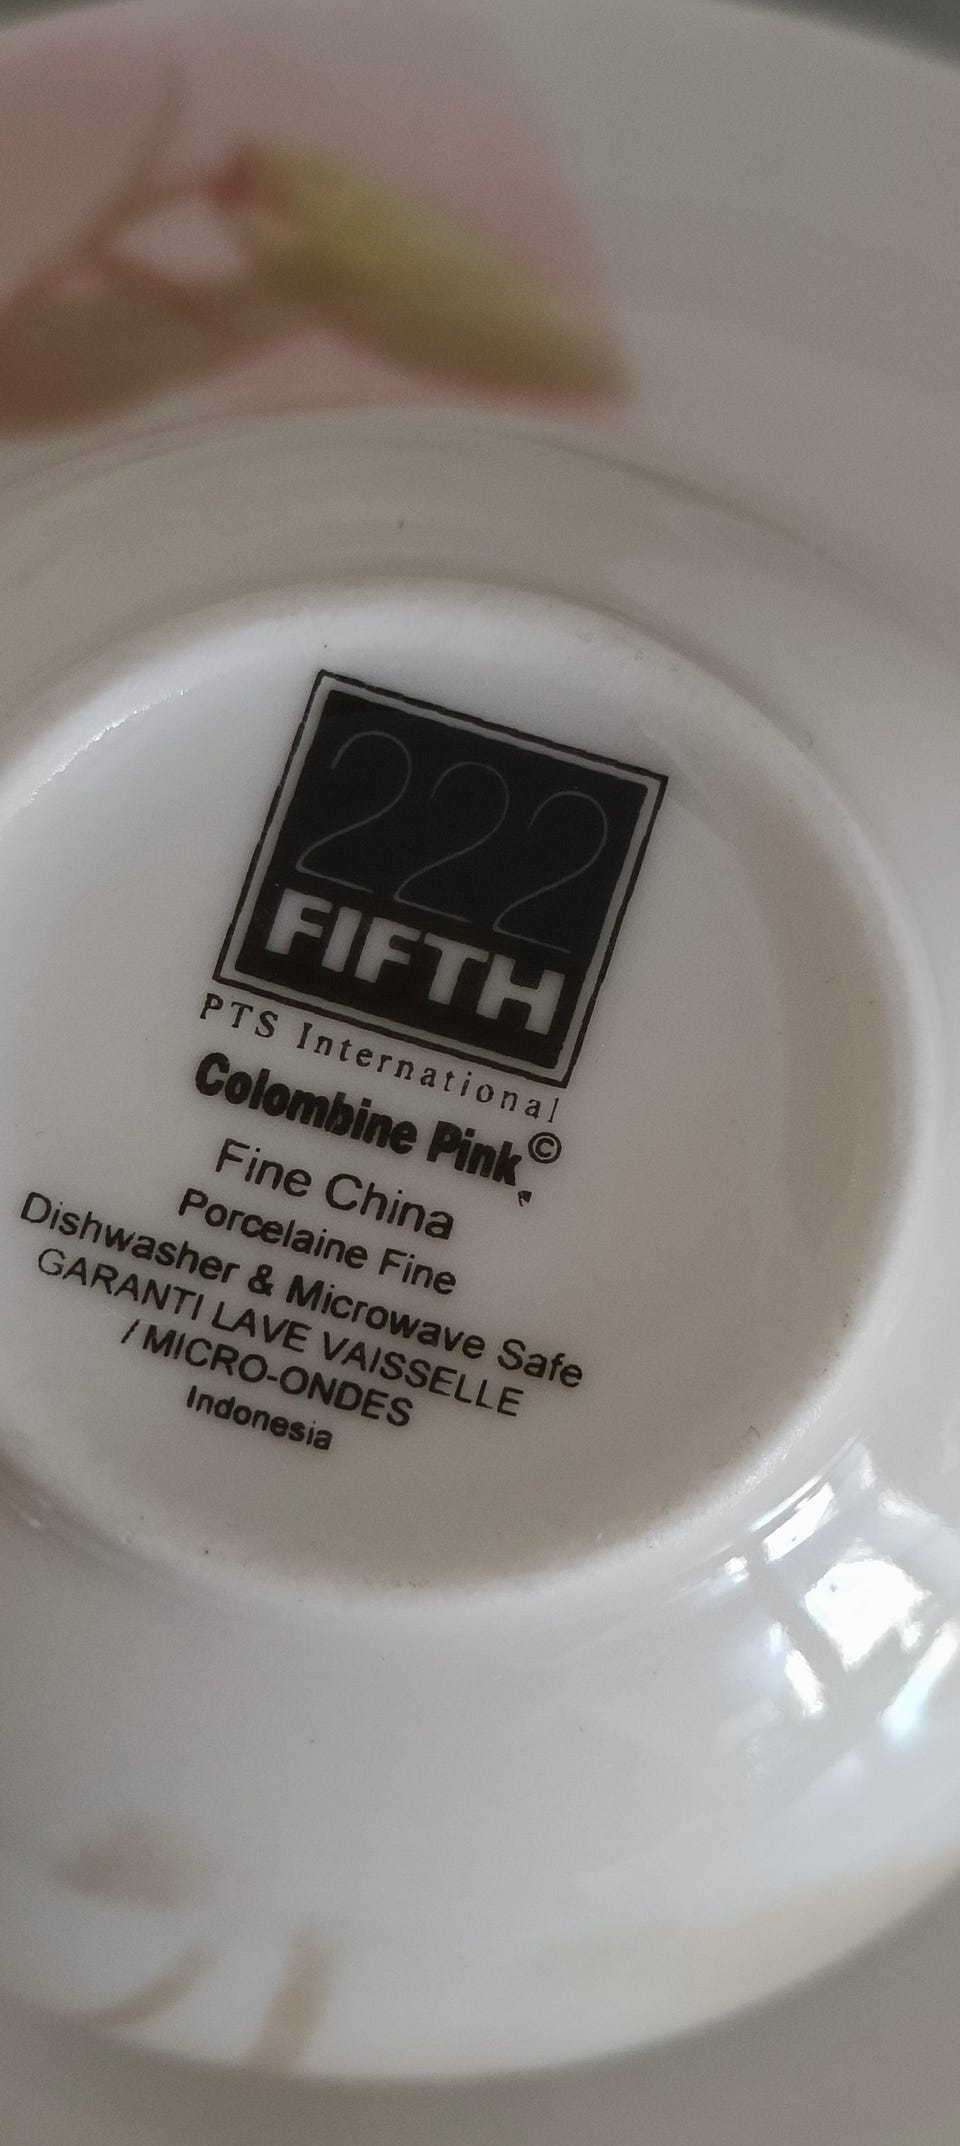 222
FIFTH
PTS International
Colombine Pink©
Fine China
Porcelaine Fine
Dishwasher & Microwave Safe
GARANTI LAVE VAISSELLE
/ MICRO-ONDES
Indonesia